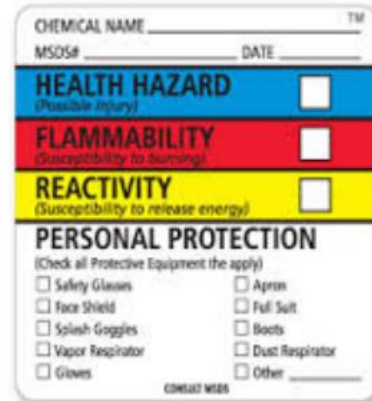 TM
CHEMICAL NAME
MSDS# DATE
HEALTH HAZARD
(Possible injury)
FLAMMABILITY
(Susceptibility to burning)
REACTIVITY
(Susceptibility to release energy)
PERSONAL PROTECTION
(Check all Protective Equipment the apply)
Safety Glasses Apron
Face Shield Full Suit
Splash Goggles Boots
Vapor Respirator Dust Respirator
Gloves Other
CONSULT MSDS